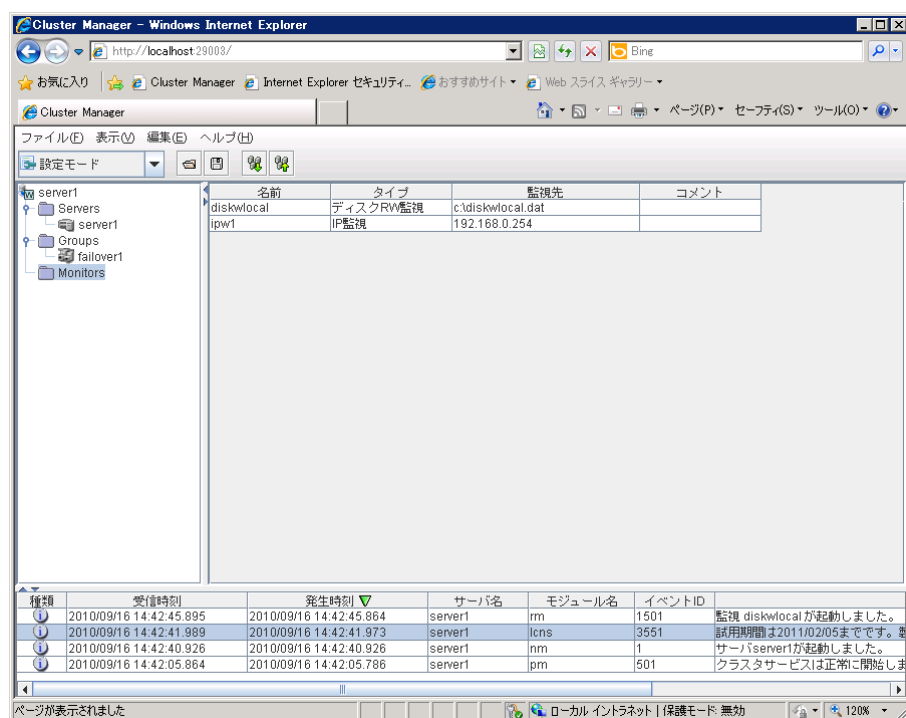 Cluster Manager - Windows Internet Explorer
http://localhost:29003/
Bing
お気に入り Cluster Manager Internet Explorer セキュリティ... おすすめサイト Web スライス ギャラリー
Cluster Manager ページ(P) セーフティ(S) ツール(O)
ファイル(F) 表示(V) 編集(E) ヘルプ(H)
設定モード
server1
Servers
server1
Groups
failover1
Monitors
名前 タイプ 監視先 コメント
diskwlocal ディスクRW監視 c:\diskwlocal.dat
ipw1 IP監視 192.168.0.254
種類 受信時刻 発生時刻 サーバ名 モジュール名 イベントID
2010/09/16 14:42:45.895 2010/09/16 14:42:45.864 server1 rm 1501 監視 diskwlocal が起動しました。
2010/09/16 14:42:41.989 2010/09/16 14:42:41.973 server1 lcns 3551 試用期間は2011/02/05までです。
2010/09/16 14:42:40.926 2010/09/16 14:42:40.926 server1 nm 1 サーバserver1が起動しました。
2010/09/16 14:42:05.864 2010/09/16 14:42:05.786 server1 pm 501 クラスタサービスは正常に開始しま
ページが表示されました ローカル イントラネット | 保護モード: 無効 120%